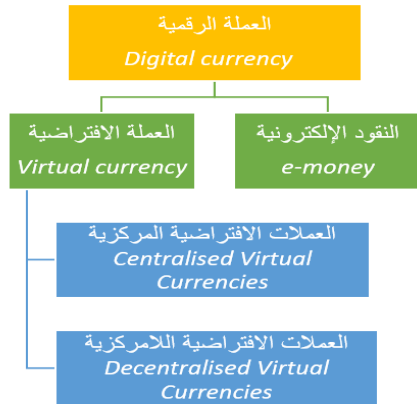 العملة الرقمية
Digital currency
العملة الافتراضية
Virtual currency
النقود الإلكترونية
e-money
العملات الافتراضية المركزية
Centralised Virtual
Currencies
العملات الافتراضية اللامركزية
Decentralised Virtual
Currencies